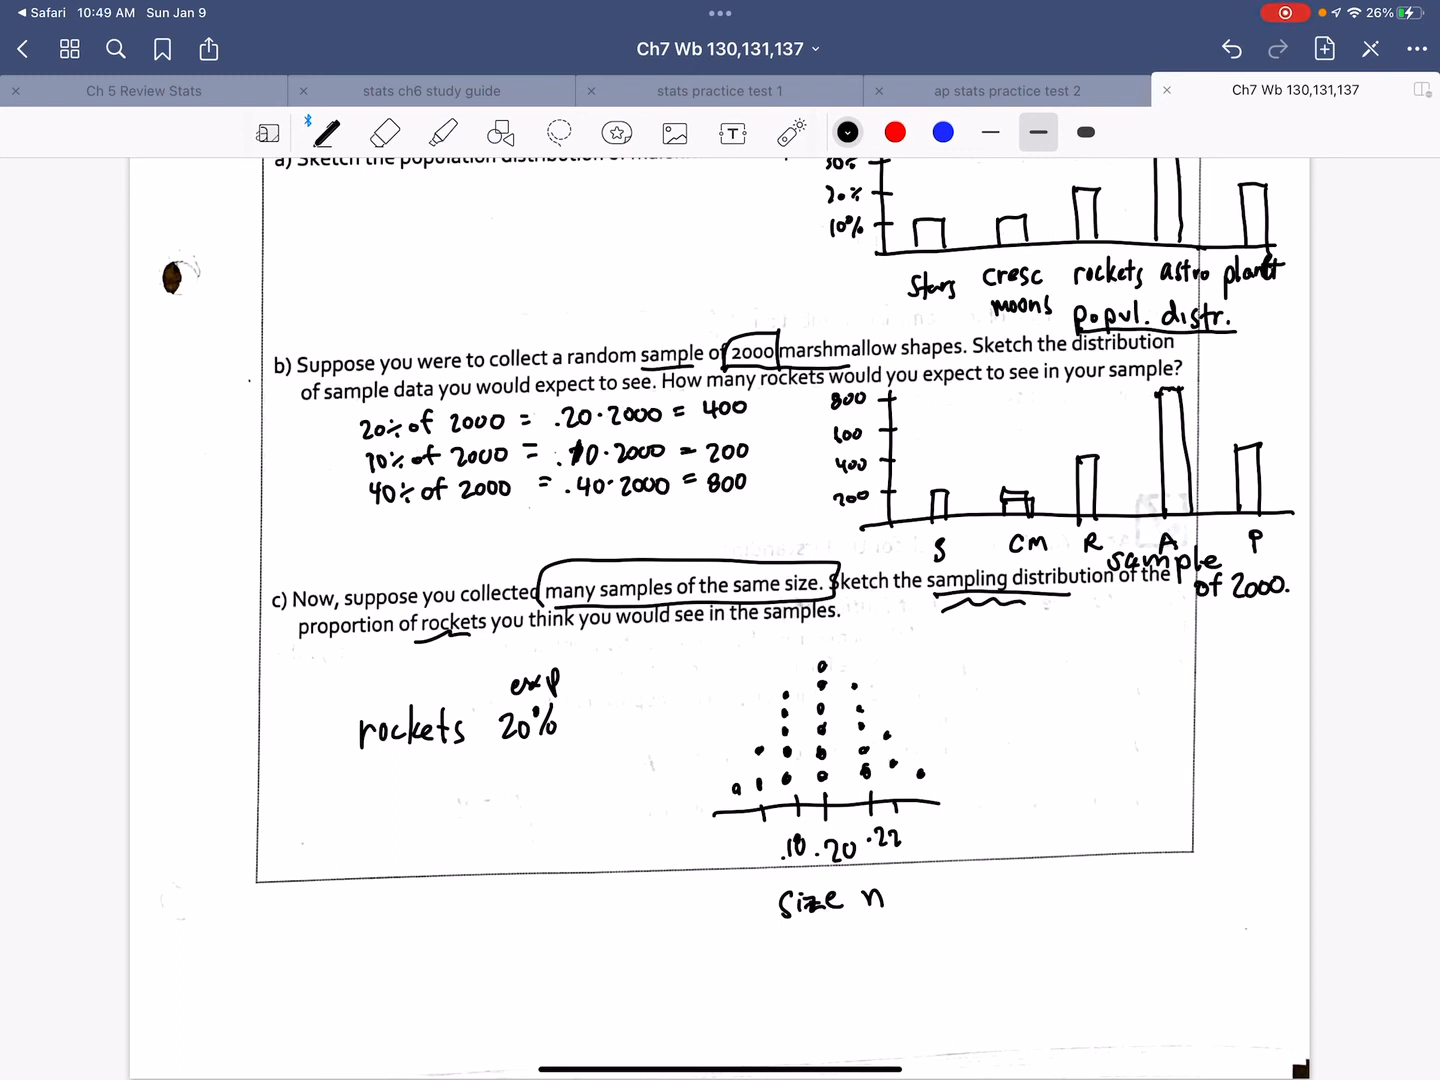 Safari 10:49 AM Sun Jan 9
26%
Ch7 Wb 130,131,137
Ch 5 Review Stats
stats ch6 study guide
stats practice test 1
ap stats practice test 2
Ch7 Wb 130,131,137
a) Sketch the population distribution of
30%
20%
10%
Stars cresc moons rockets astro planet
popul. distr.
b) Suppose you were to collect a random sample of 2000 marshmallow shapes. Sketch the distribution
of sample data you would expect to see. How many rockets would you expect to see in your sample?
20% of 2000 = .20·2000 = 400
10% of 2000 = .10·2000 = 200
40% of 2000 = .40·2000 = 800
800
600
400
200
S CM R A P
sample
of 2000.
c) Now, suppose you collected many samples of the same size. Sketch the sampling distribution of the
proportion of rockets you think you would see in the samples.
exp
rockets 20%
.18 .20 .22
size n